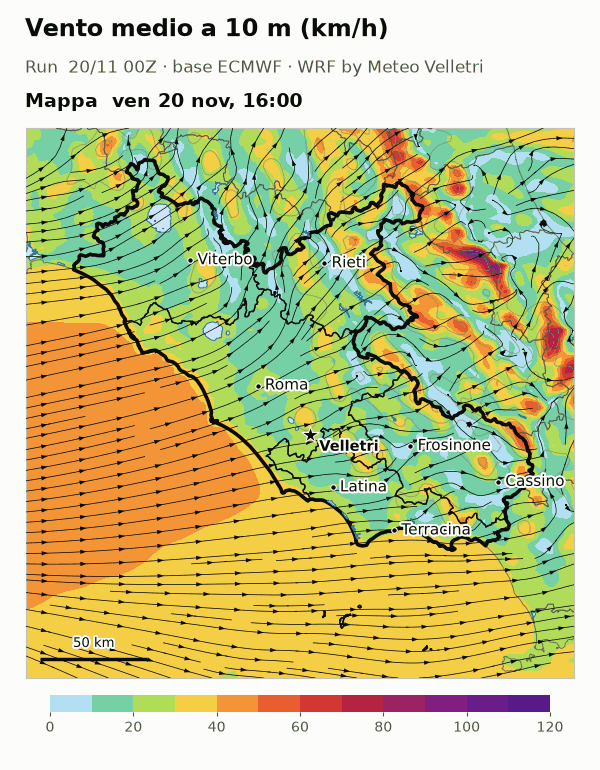 Vento medio a 10 m (km/h)
Run  20/11 00Z · base ECMWF · WRF by Meteo Velletri
Mappa  ven 20 nov, 16:00
Viterbo
Rieti
Roma
Velletri
Frosinone
Latina
Cassino
Terracina
50 km
0 20 40 60 80 100 120